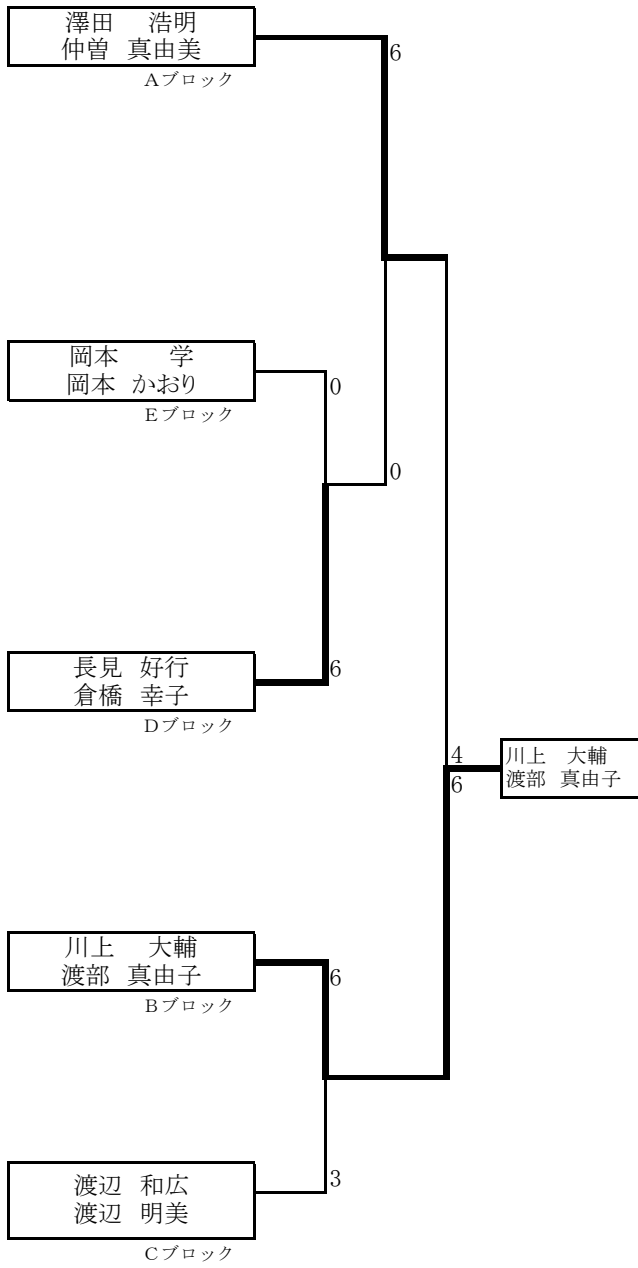 澤田　浩明
仲曽 真由美
Aブロック
6
岡本　　学
岡本 かおり
0
Eブロック
0
長見 好行
倉橋 幸子
6
Dブロック
4
6
川上　大輔
渡部 真由子
川上　大輔
渡部 真由子
6
Bブロック
渡辺 和広
渡辺 明美
3
Cブロック